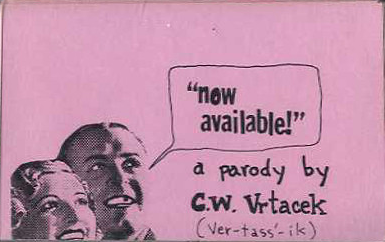 "now
available!"
a parody by
C.W. Vrtacek
(Ver-tass'-ik)